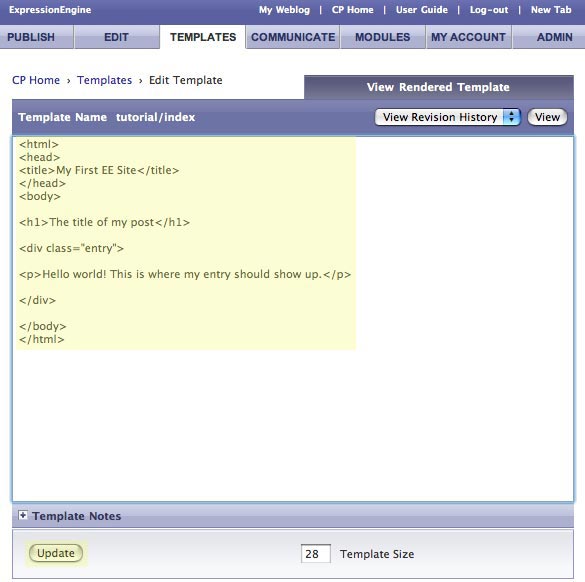 ExpressionEngine My Weblog | CP Home | User Guide | Log-out | New Tab
PUBLISH EDIT TEMPLATES COMMUNICATE MODULES MY ACCOUNT ADMIN
CP Home › Templates › Edit Template
View Rendered Template
Template Name tutorial/index View Revision History View
<html>
<head>
<title>My First EE Site</title>
</head>
<body>
<h1>The title of my post</h1>
<div class="entry">
<p>Hello world! This is where my entry should show up.</p>
</div>
</body>
</html>
Template Notes
Update 28 Template Size